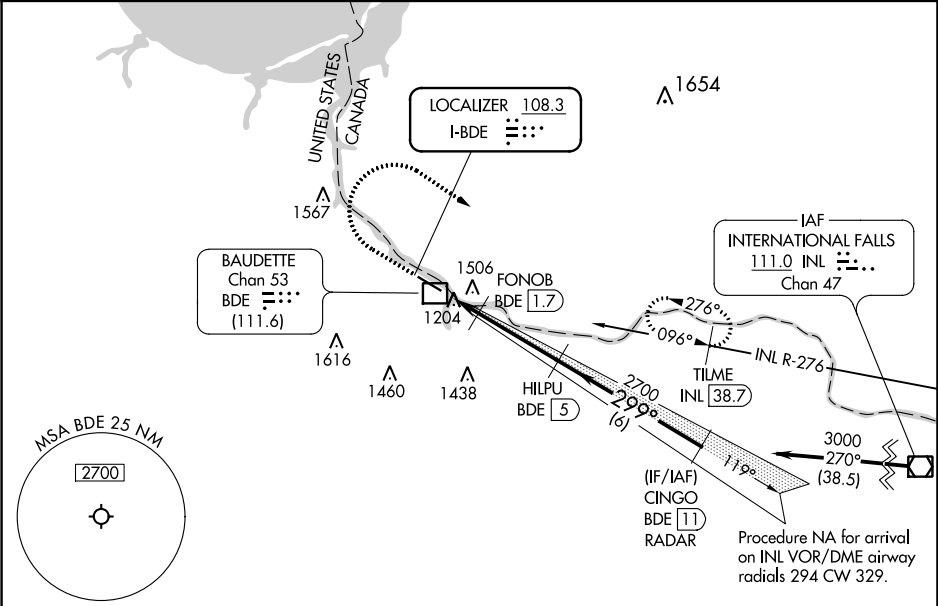 1654
UNITED STATES
CANADA
LOCALIZER 108.3
I-BDE
1567
IAF
INTERNATIONAL FALLS
111.0 INL
Chan 47
BAUDETTE
Chan 53
BDE
(111.6)
1506
FONOB
BDE 1.7
1204
276°
096°
INL R-276
1616
1460
1438
HILPU
BDE 5
2700
299°
(6)
TILME
INL 38.7
MSA BDE 25 NM
2700
3000
270°
(38.5)
119°
(IF/IAF)
CINGO
BDE 11
RADAR
Procedure NA for arrival
on INL VOR/DME airway
radials 294 CW 329.